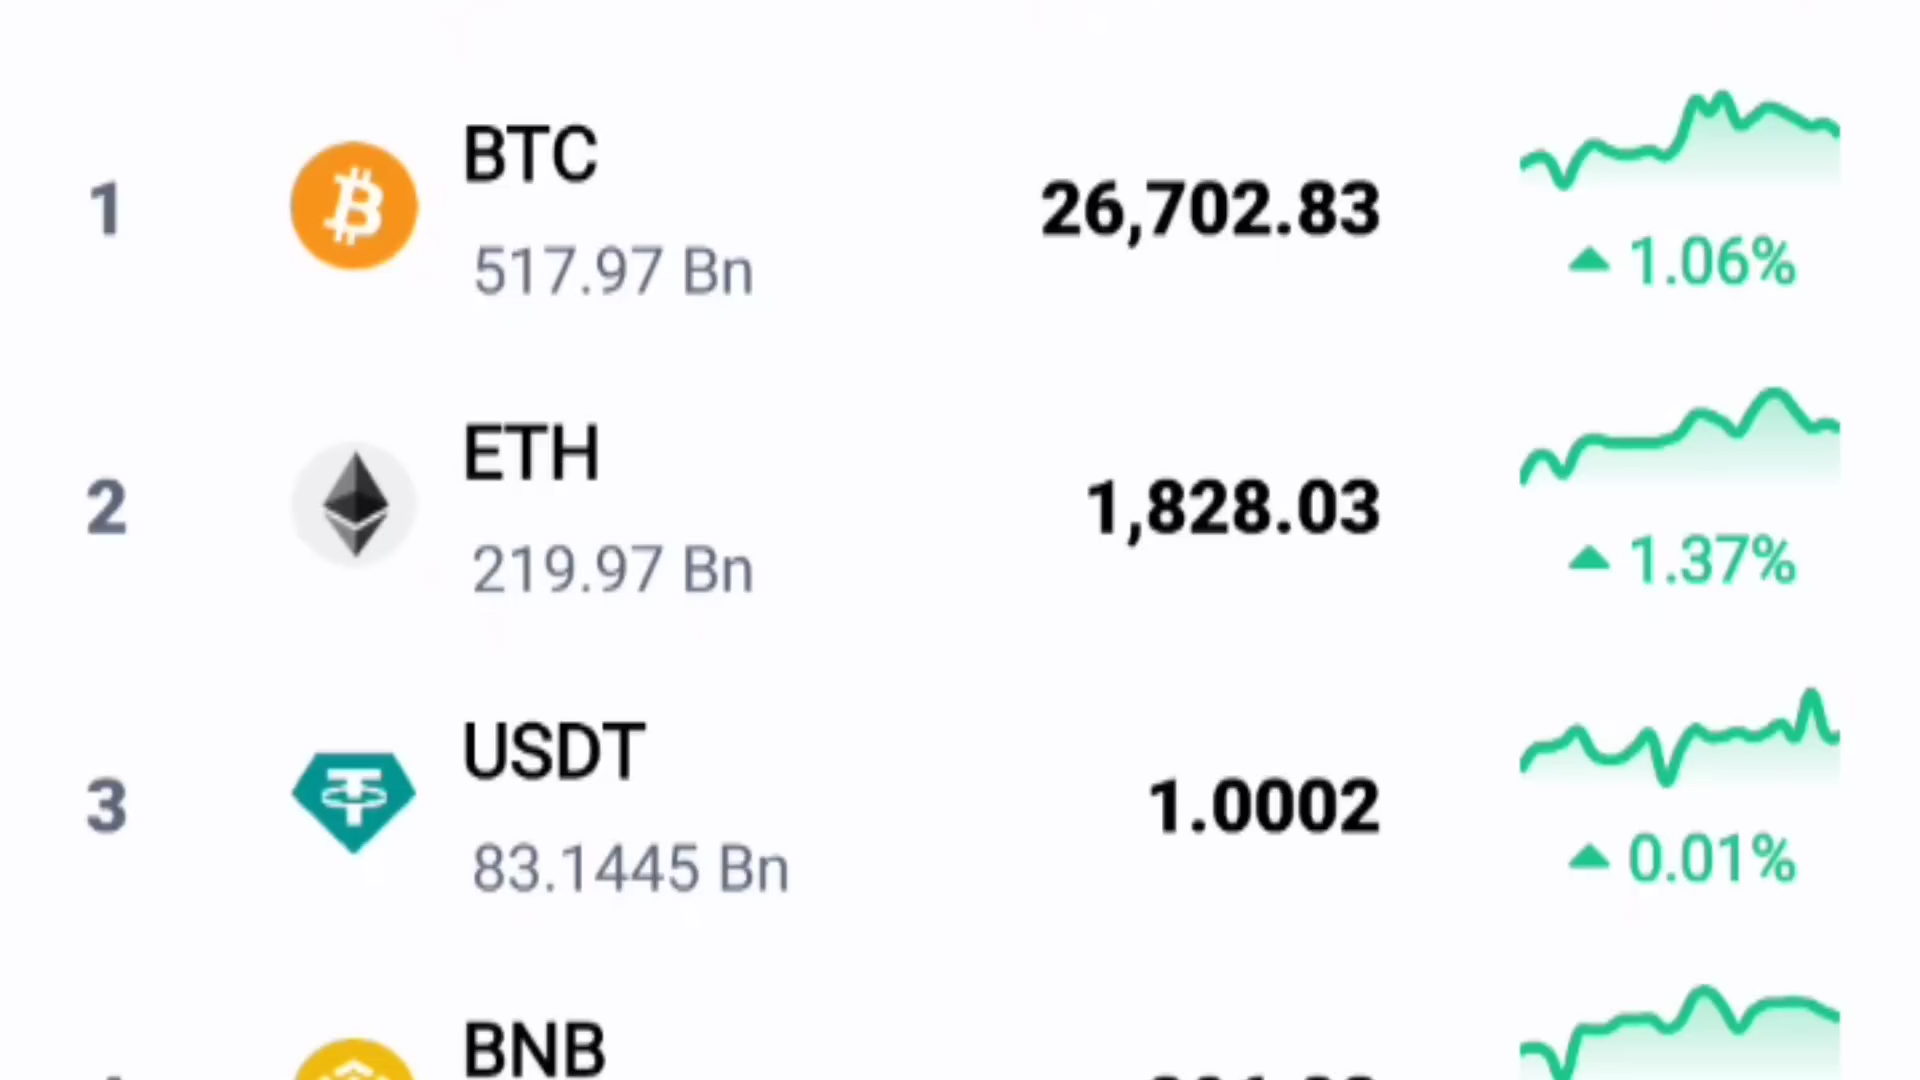 1
BTC
517.97 Bn
26,702.83
1.06%
2
ETH
219.97 Bn
1,828.03
1.37%
3
USDT
83.1445 Bn
1.0002
0.01%
BNB